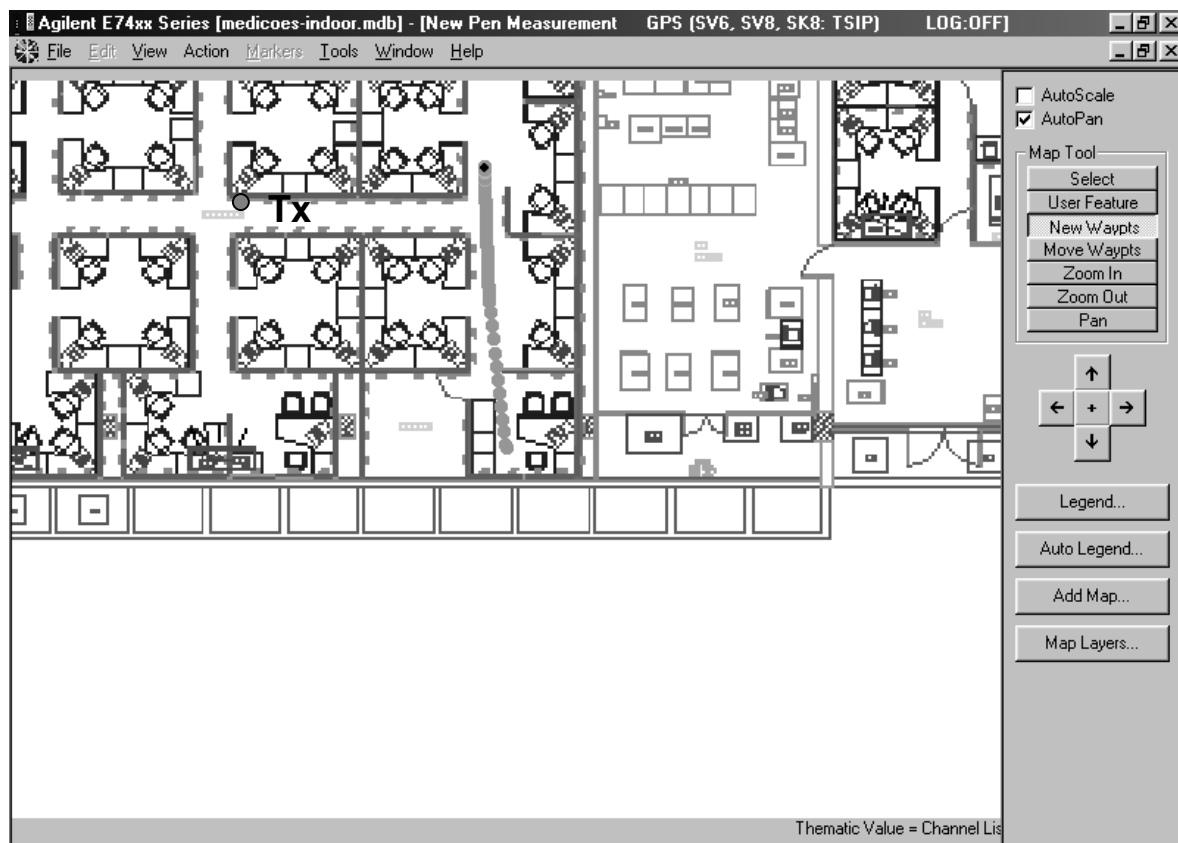 Agilent E74xx Series [medicoes-indoor.mdb] - [New Pen Measurement GPS (SV6, SV8, SK8: TSIP) LOG:OFF]
File Edit View Action Markers Tools Window Help
AutoScale
AutoPan
Map Tool
Select
User Feature
New Waypts
Move Waypts
Zoom In
Zoom Out
Pan
Legend...
Auto Legend...
Add Map...
Map Layers...
Tx
Thematic Value = Channel Lis